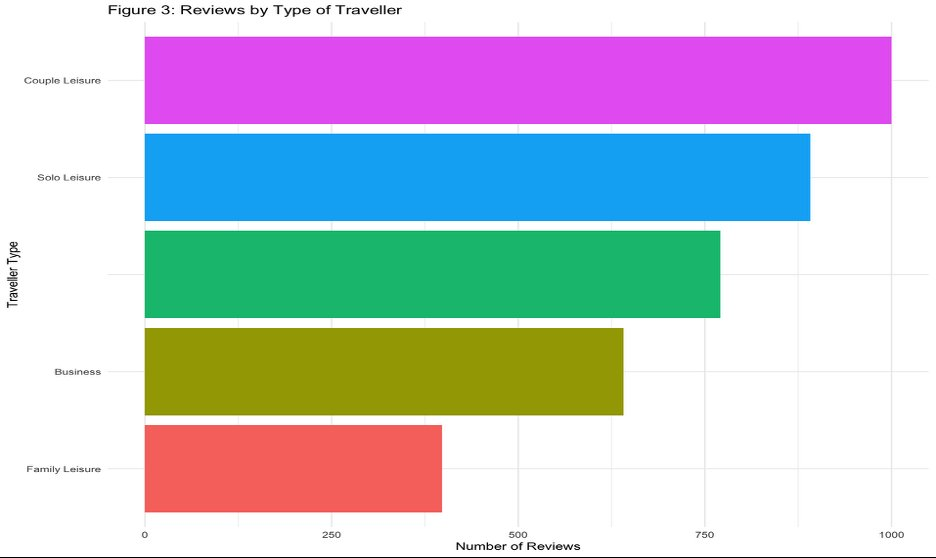 Figure 3: Reviews by Type of Traveller
Couple Leisure
Solo Leisure
Business
Family Leisure
Traveller Type
0 250 500 750 1000
Number of Reviews